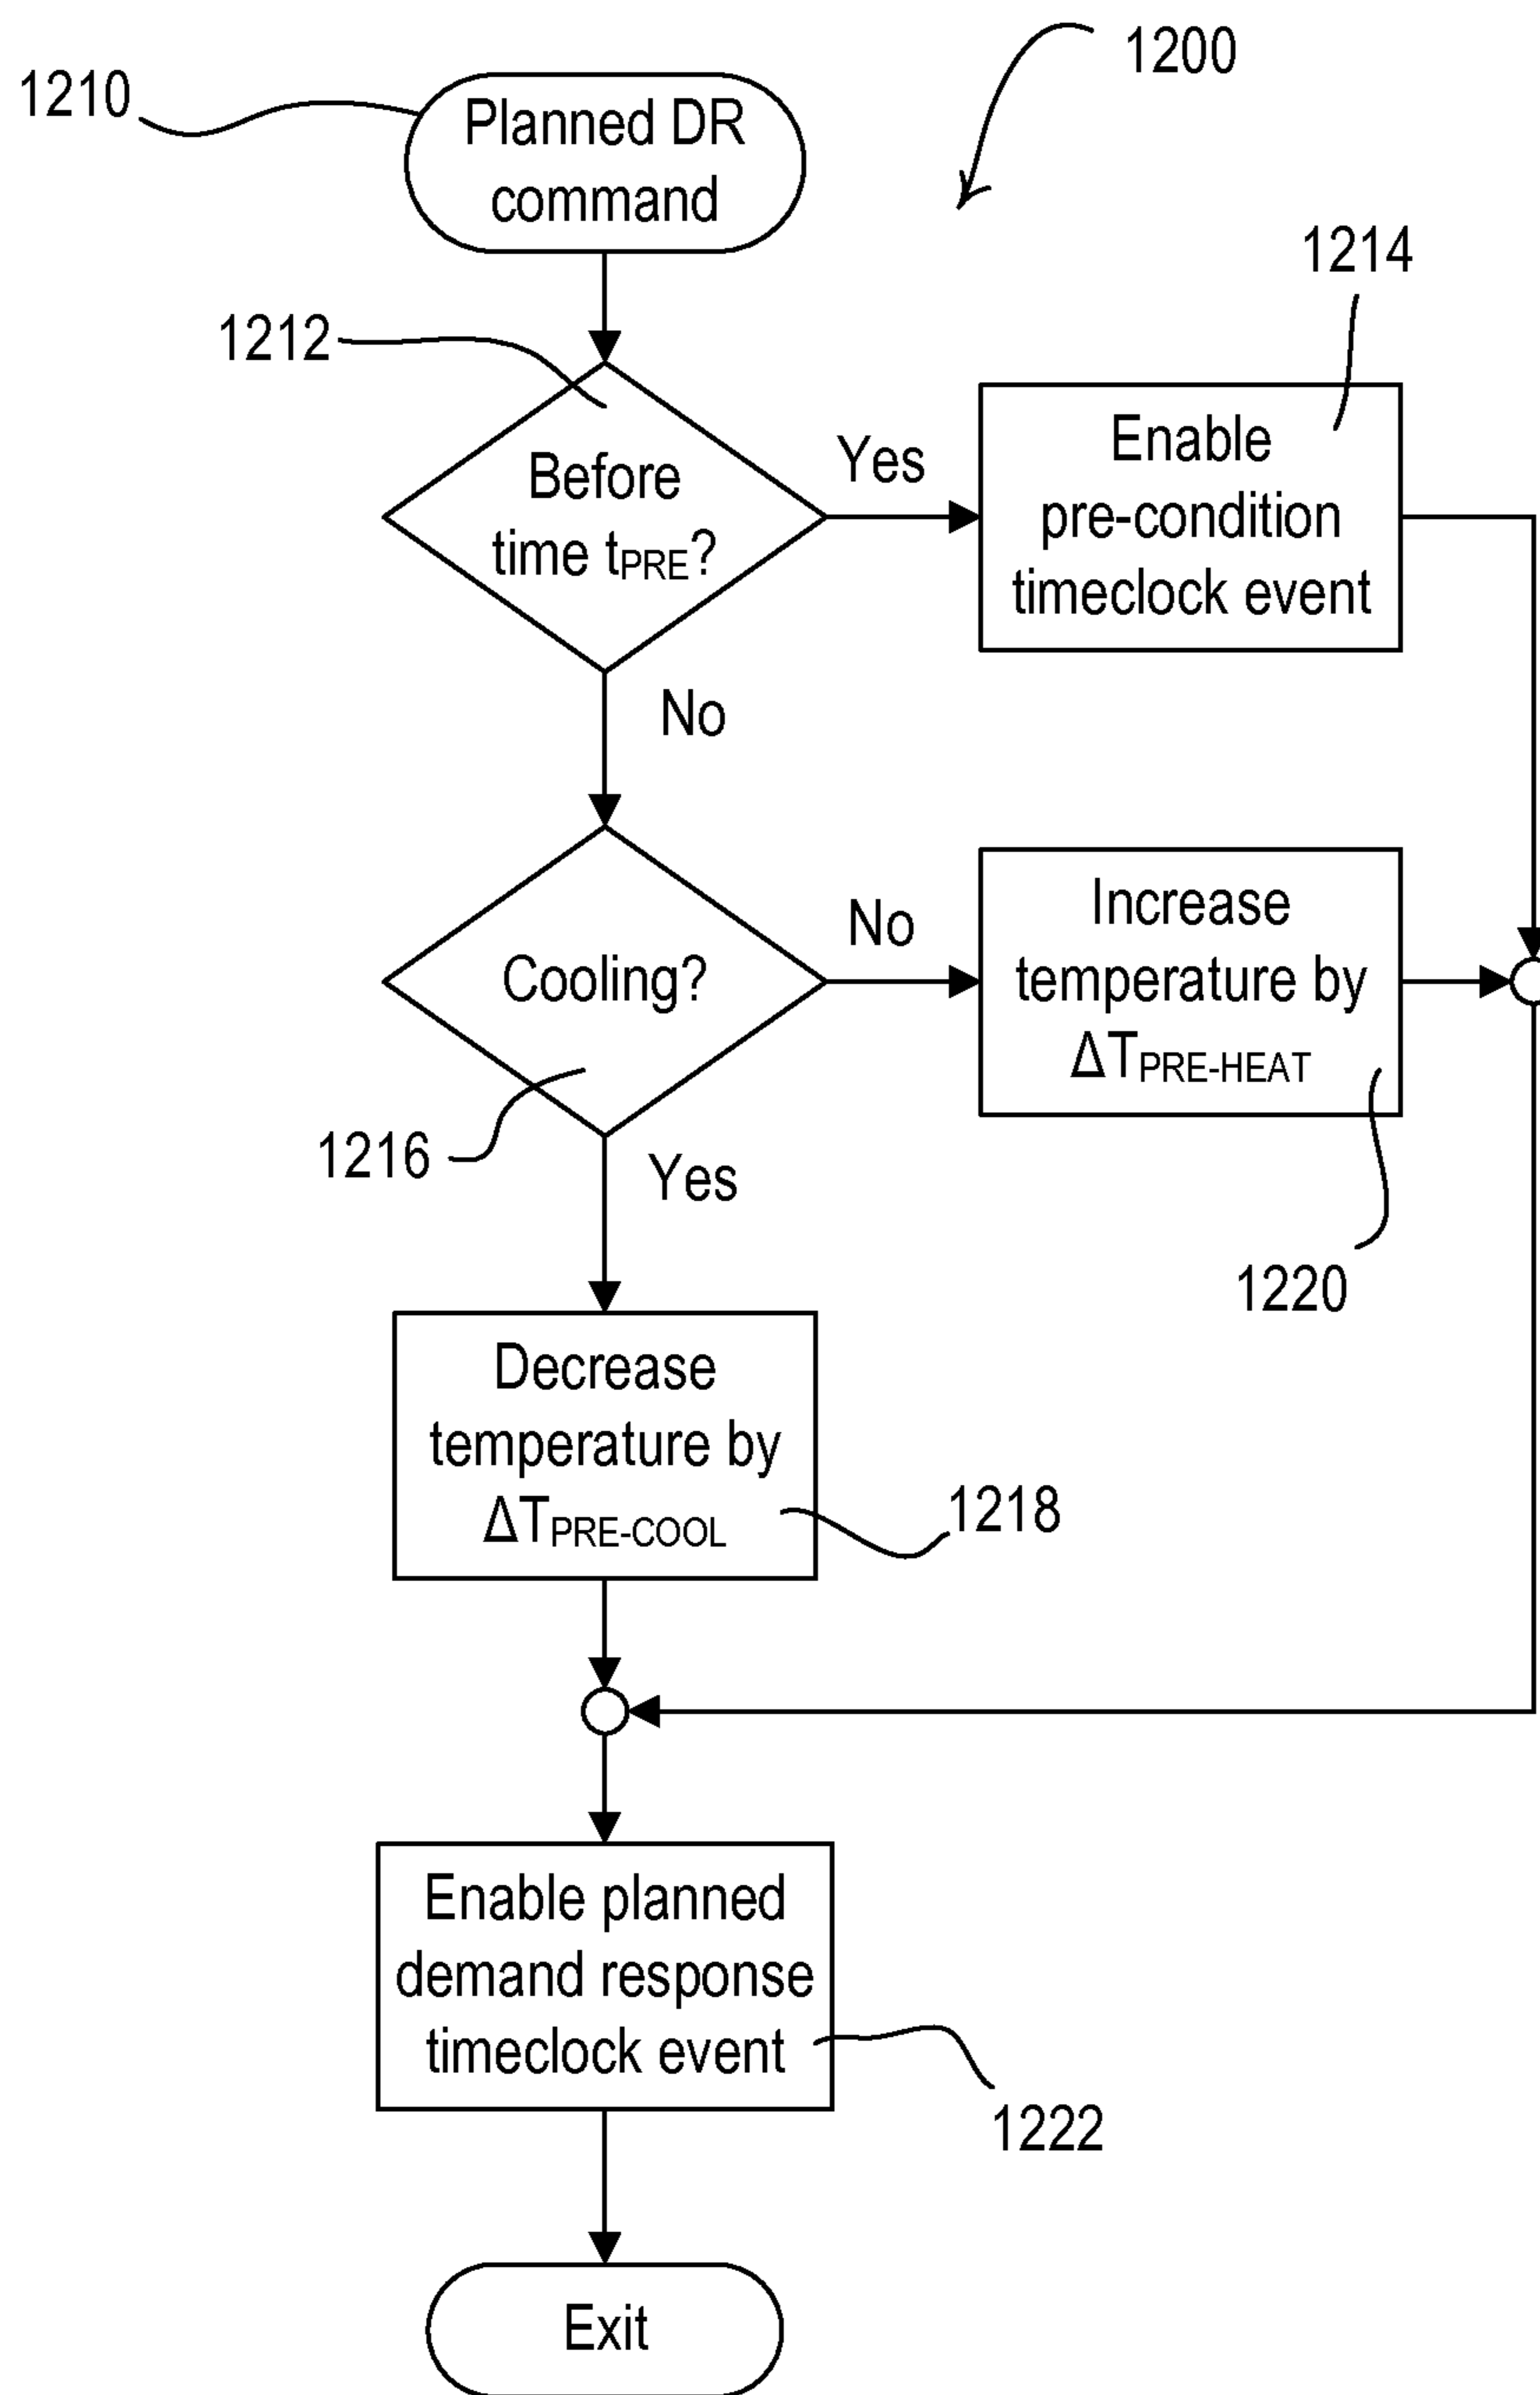 1200
1210
Planned DR
command
1212
Before
time tPRE?
Yes
1214
Enable
pre-condition
timeclock event
No
Cooling?
No
Increase
temperature by
ΔTPRE-HEAT
1216
Yes
1220
Decrease
temperature by
ΔTPRE-COOL
1218
Enable planned
demand response
timeclock event
1222
Exit